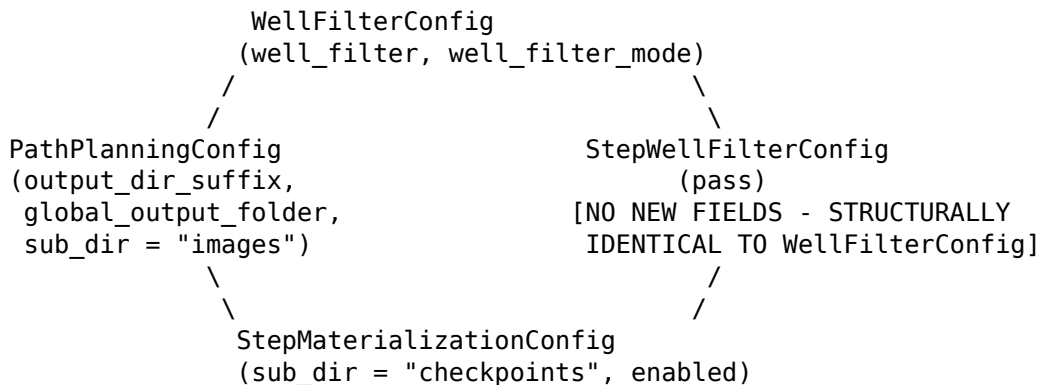 WellFilterConfig
(well_filter, well_filter_mode)
/ \
/ \
PathPlanningConfig StepWellFilterConfig
(output_dir_suffix, (pass)
global_output_folder, [NO NEW FIELDS - STRUCTURALLY
sub_dir = "images") IDENTICAL TO WellFilterConfig]
\ /
\ /
StepMaterializationConfig
(sub_dir = "checkpoints", enabled)